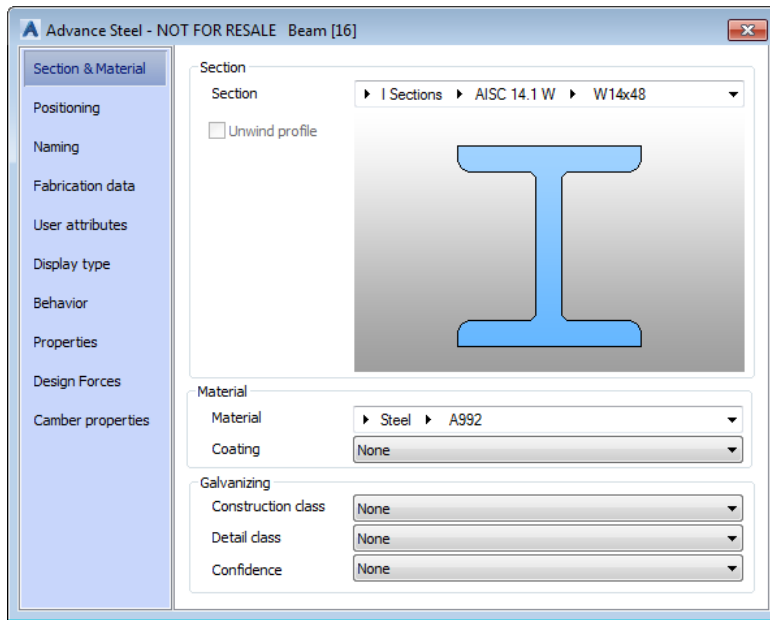 Advance Steel - NOT FOR RESALE   Beam [16]
Section & Material
Positioning
Naming
Fabrication data
User attributes
Display type
Behavior
Properties
Design Forces
Camber properties
Section
Section   I Sections   AISC 14.1 W   W14x48
Unwind profile
Material
Material   Steel   A992
Coating   None
Galvanizing
Construction class   None
Detail class   None
Confidence   None